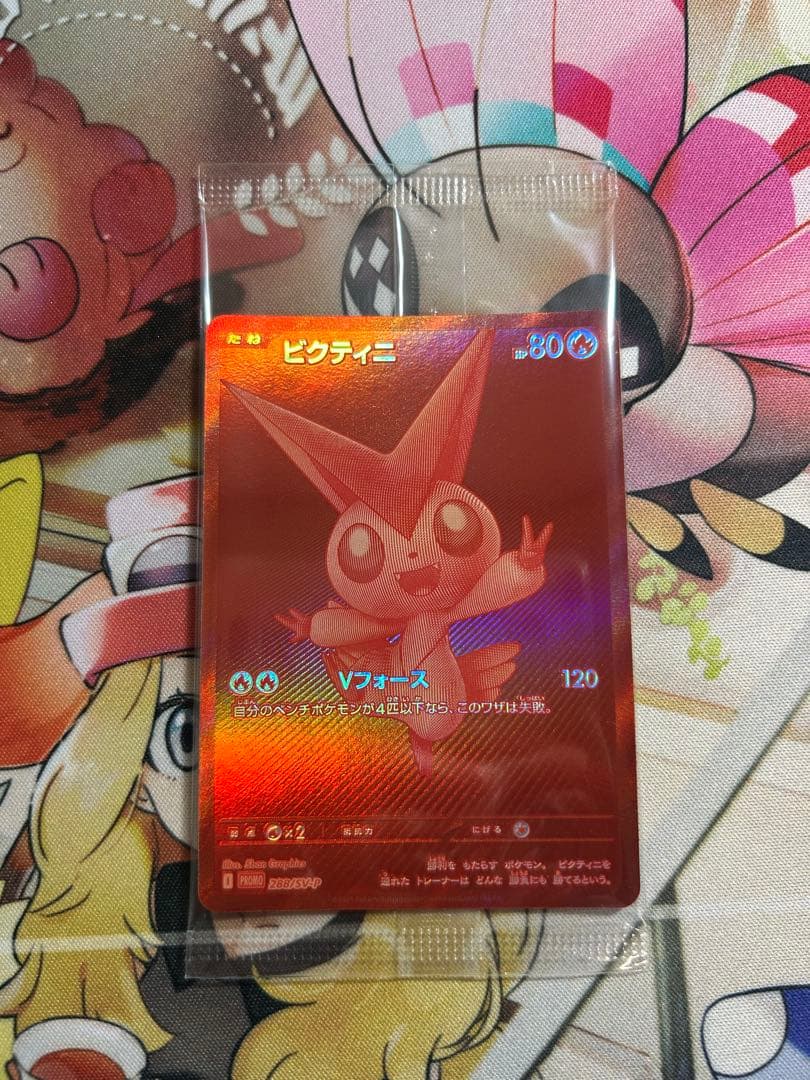 たね ビクティニ HP 80
Vフォース 120
自分のベンチポケモンが4匹以下なら、このワザは失敗。
弱点 ×2 抵抗力 にげる
Illus. Shan Graphics
勝利を もたらす ポケモン。 ビクティニを
I PROMO 288/SV-P
連れた トレーナーは どんな 勝負にも 勝てるという。